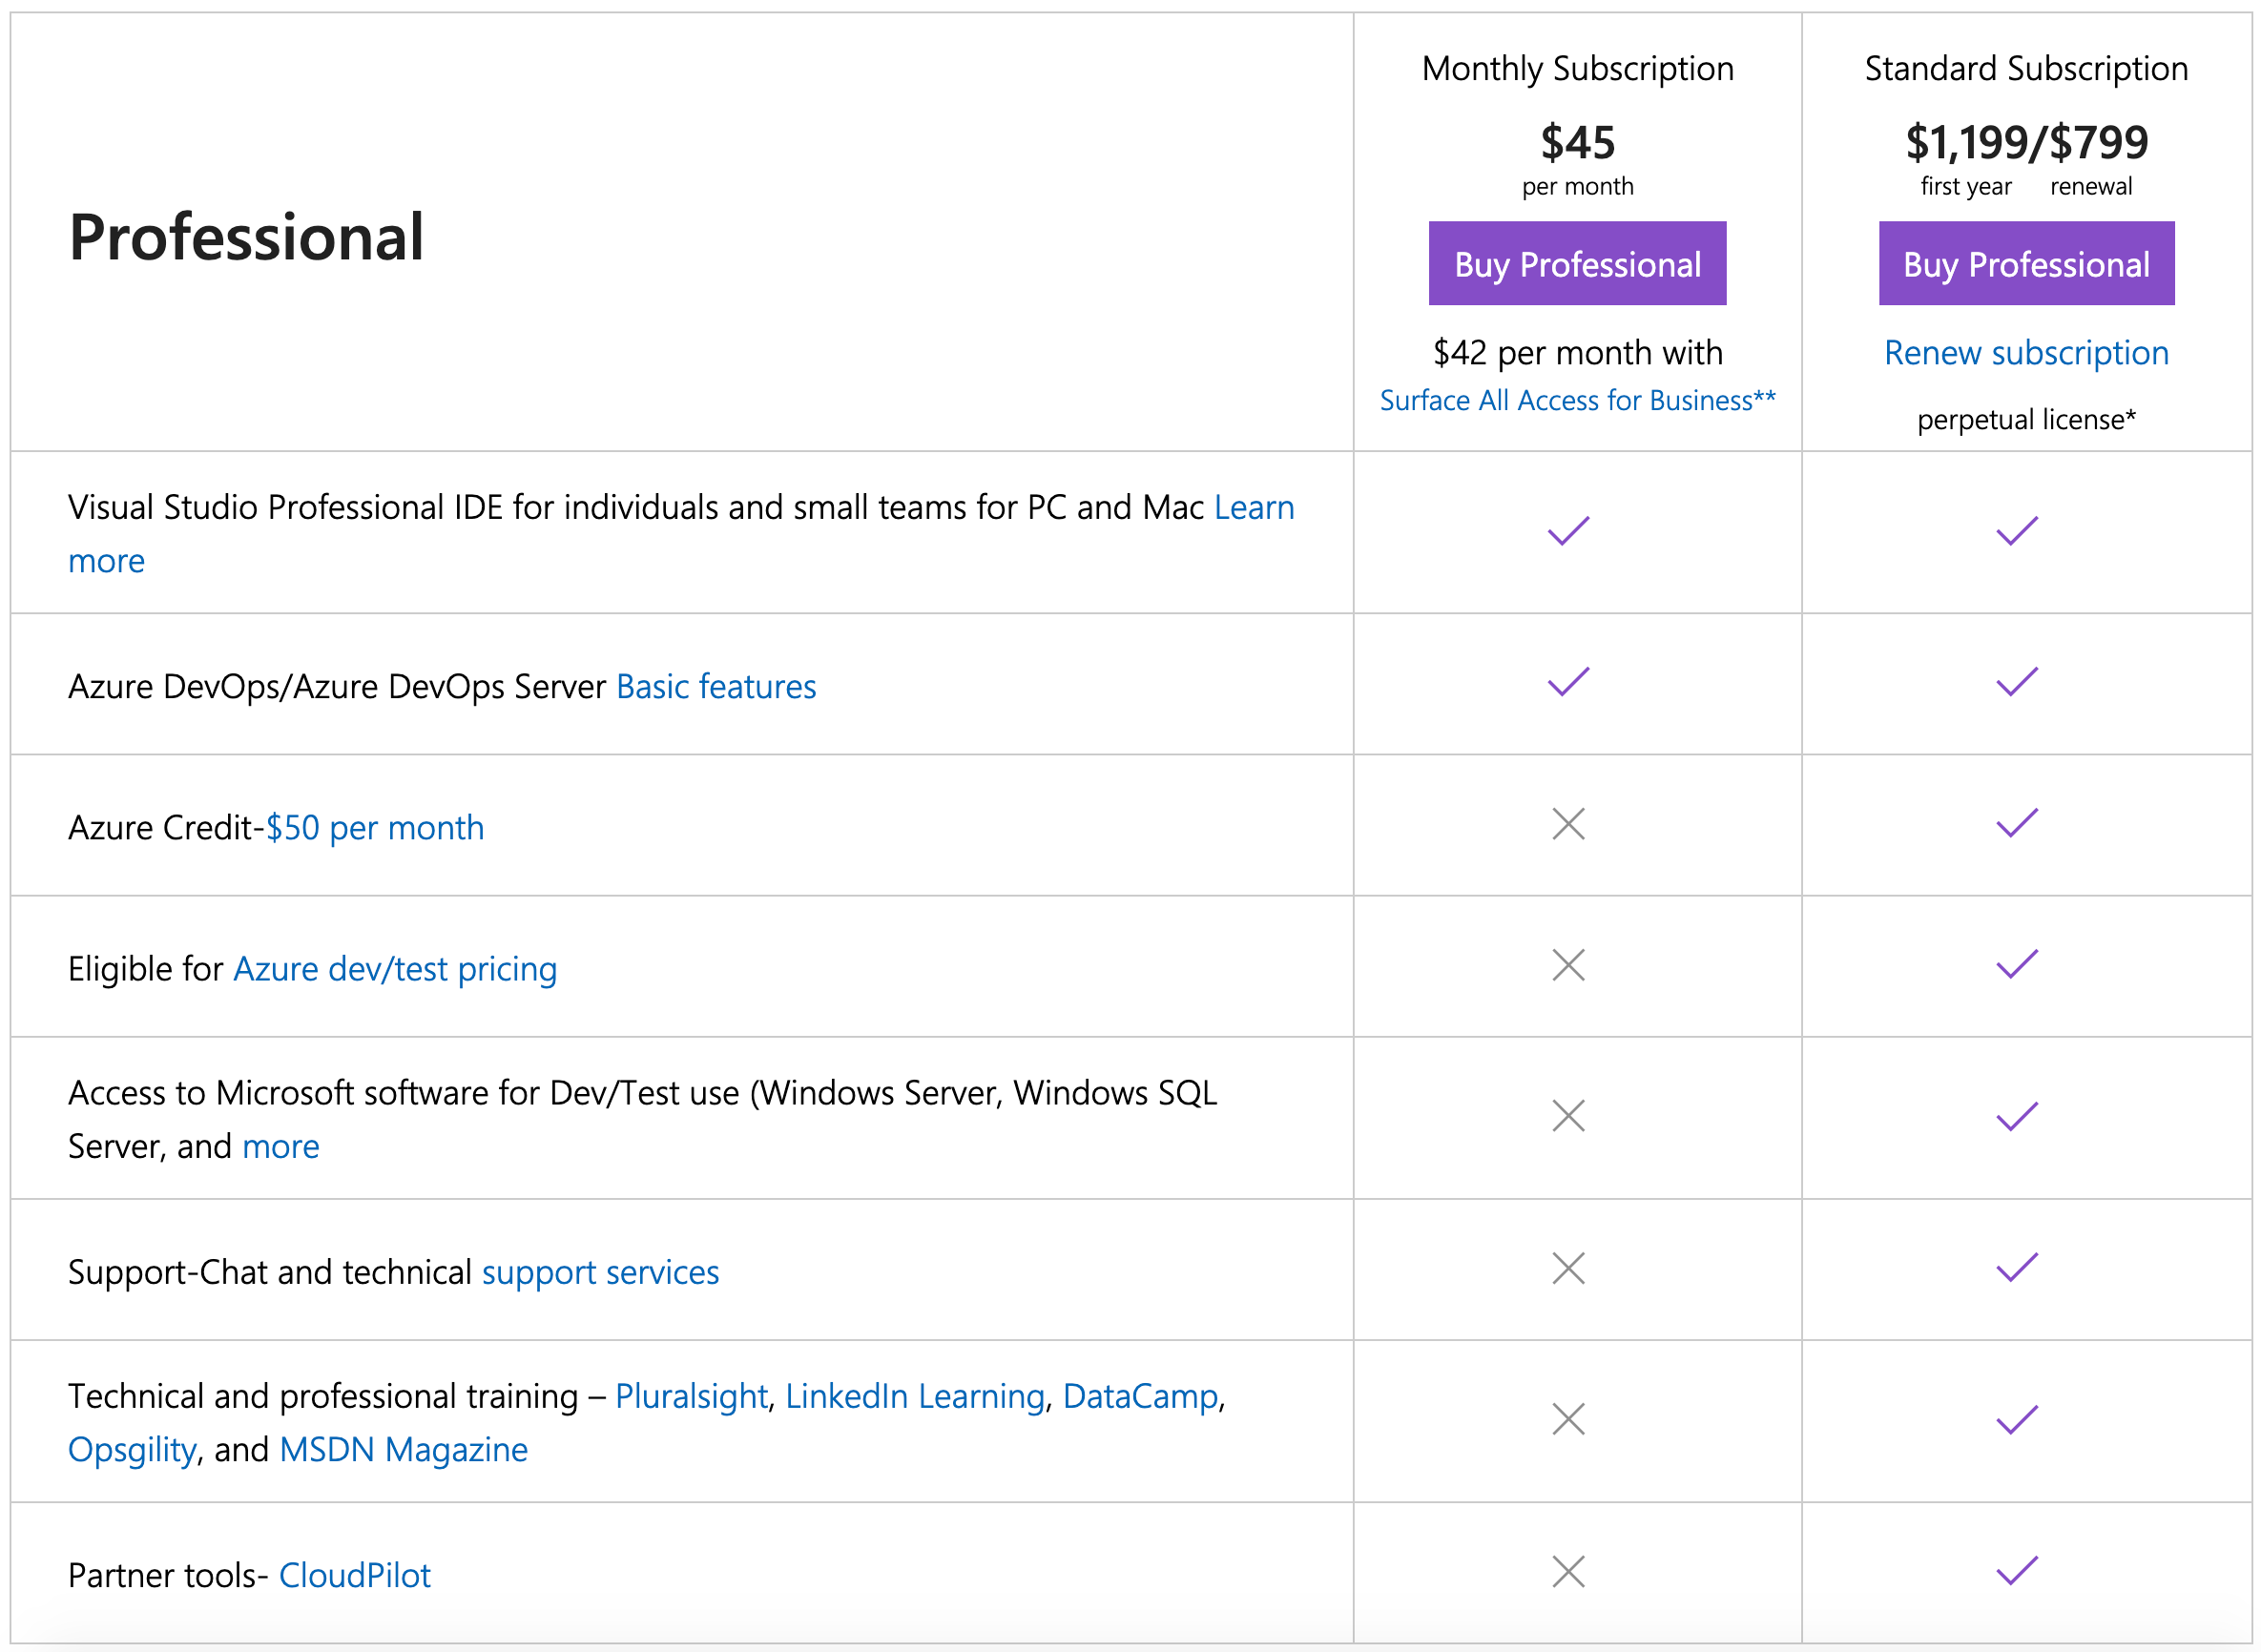 Professional
Monthly Subscription
$45
per month
Buy Professional
$42 per month with
Surface All Access for Business**
Standard Subscription
$1,199/$799
first year renewal
Buy Professional
Renew subscription
perpetual license*
Visual Studio Professional IDE for individuals and small teams for PC and Mac Learn
more
Azure DevOps/Azure DevOps Server Basic features
Azure Credit-$50 per month
Eligible for Azure dev/test pricing
Access to Microsoft software for Dev/Test use (Windows Server, Windows SQL
Server, and more
Support-Chat and technical support services
Technical and professional training – Pluralsight, LinkedIn Learning, DataCamp,
Opsgility, and MSDN Magazine
Partner tools- CloudPilot